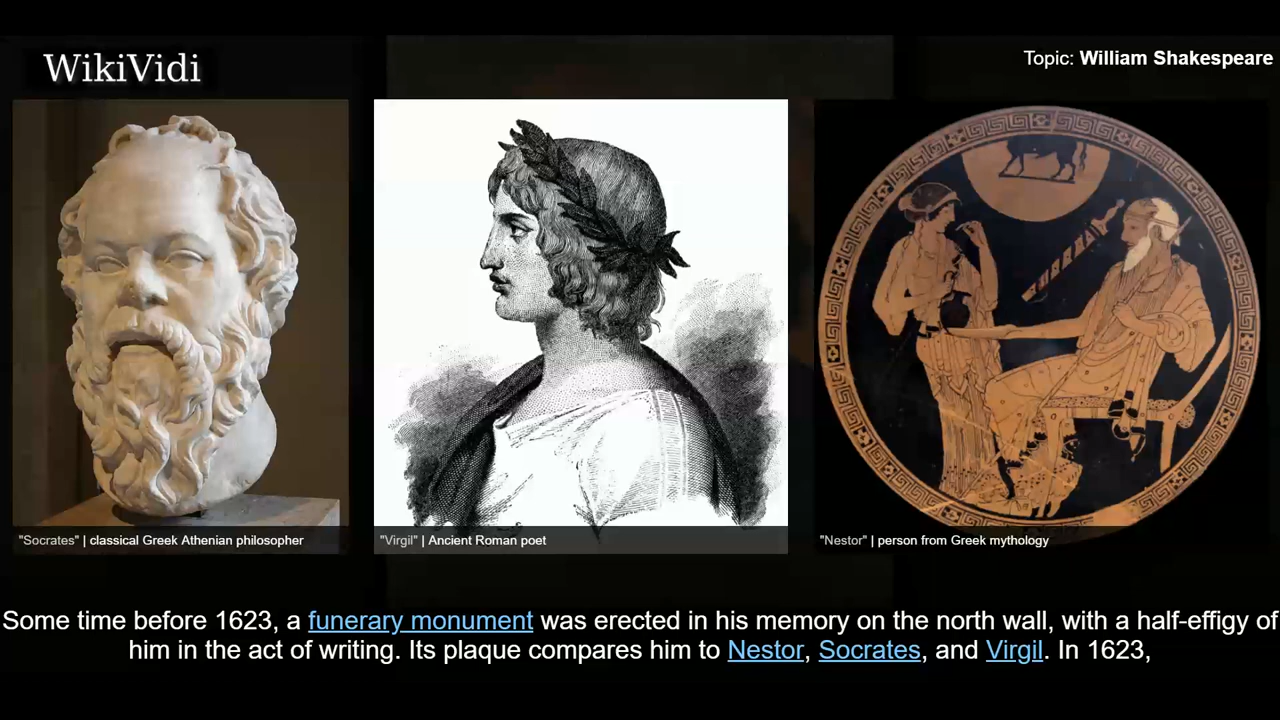 WikiVidi
Topic: William Shakespeare
"Socrates" | classical Greek Athenian philosopher
"Virgil" | Ancient Roman poet
"Nestor" | person from Greek mythology
Some time before 1623, a funerary monument was erected in his memory on the north wall, with a half-effigy of
him in the act of writing. Its plaque compares him to Nestor, Socrates, and Virgil. In 1623,